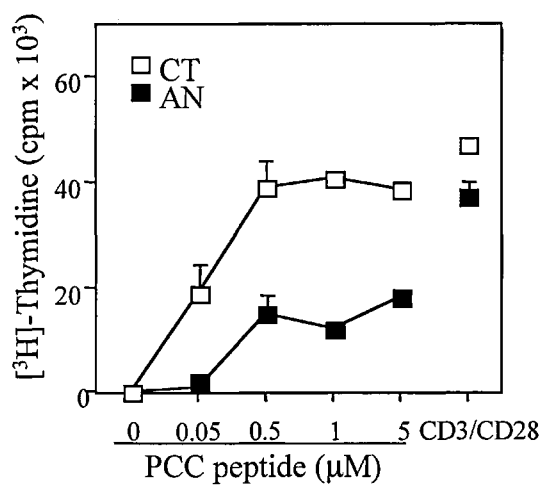 [³H]-Thymidine (cpm x 10³)
60
40
20
0
CT
AN
0 0.05 0.5 1 5 CD3/CD28
PCC peptide (μM)